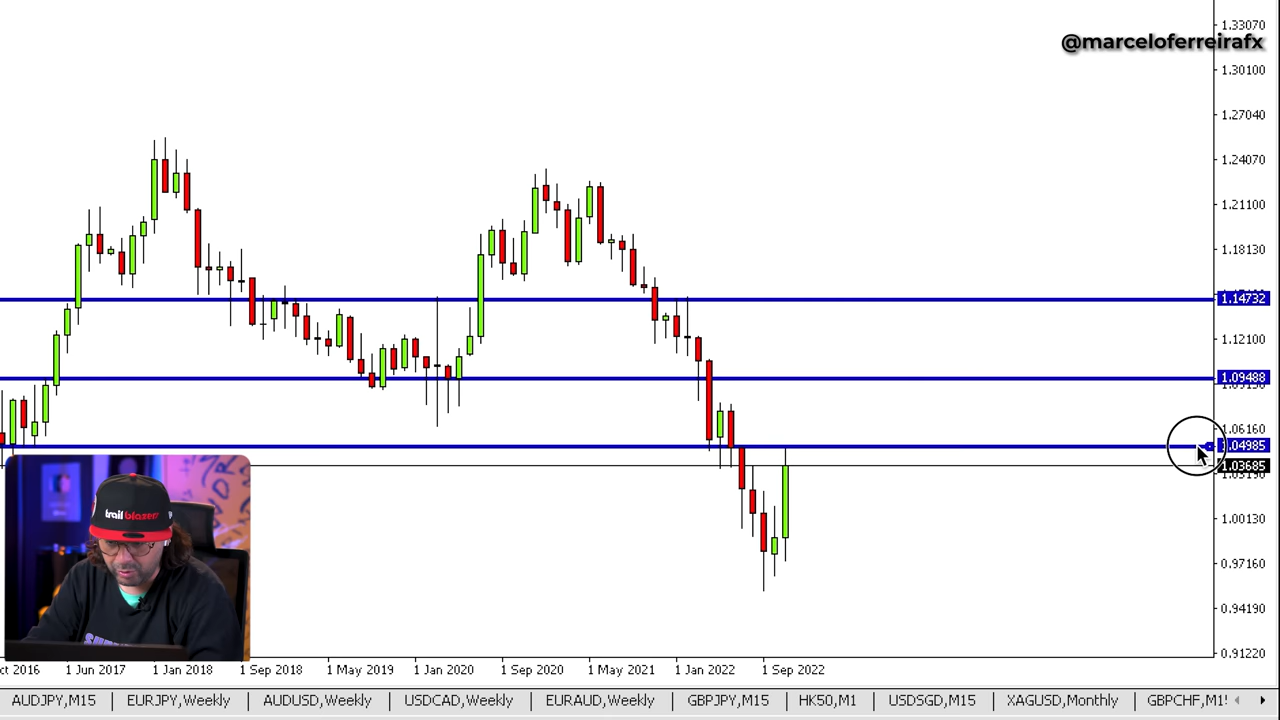 @marceloferreirafx
1.33070
1.30100
1.27040
1.24070
1.21100
1.18130
1.14732
1.12100
1.09488
1.06160
1.04985
1.03685
1.00130
0.97160
0.94190
0.91220
trailblazer
ct 2016
1 Jun 2017
1 Jan 2018
1 Sep 2018
1 May 2019
1 Jan 2020
1 Sep 2020
1 May 2021
1 Jan 2022
1 Sep 2022
AUDJPY,M15 | EURJPY,Weekly | AUDUSD,Weekly | USDCAD,Weekly | EURAUD,Weekly | GBPJPY,M15 | HK50,M1 | USDSGD,M15 | XAGUSD,Monthly | GBPCHF,M1